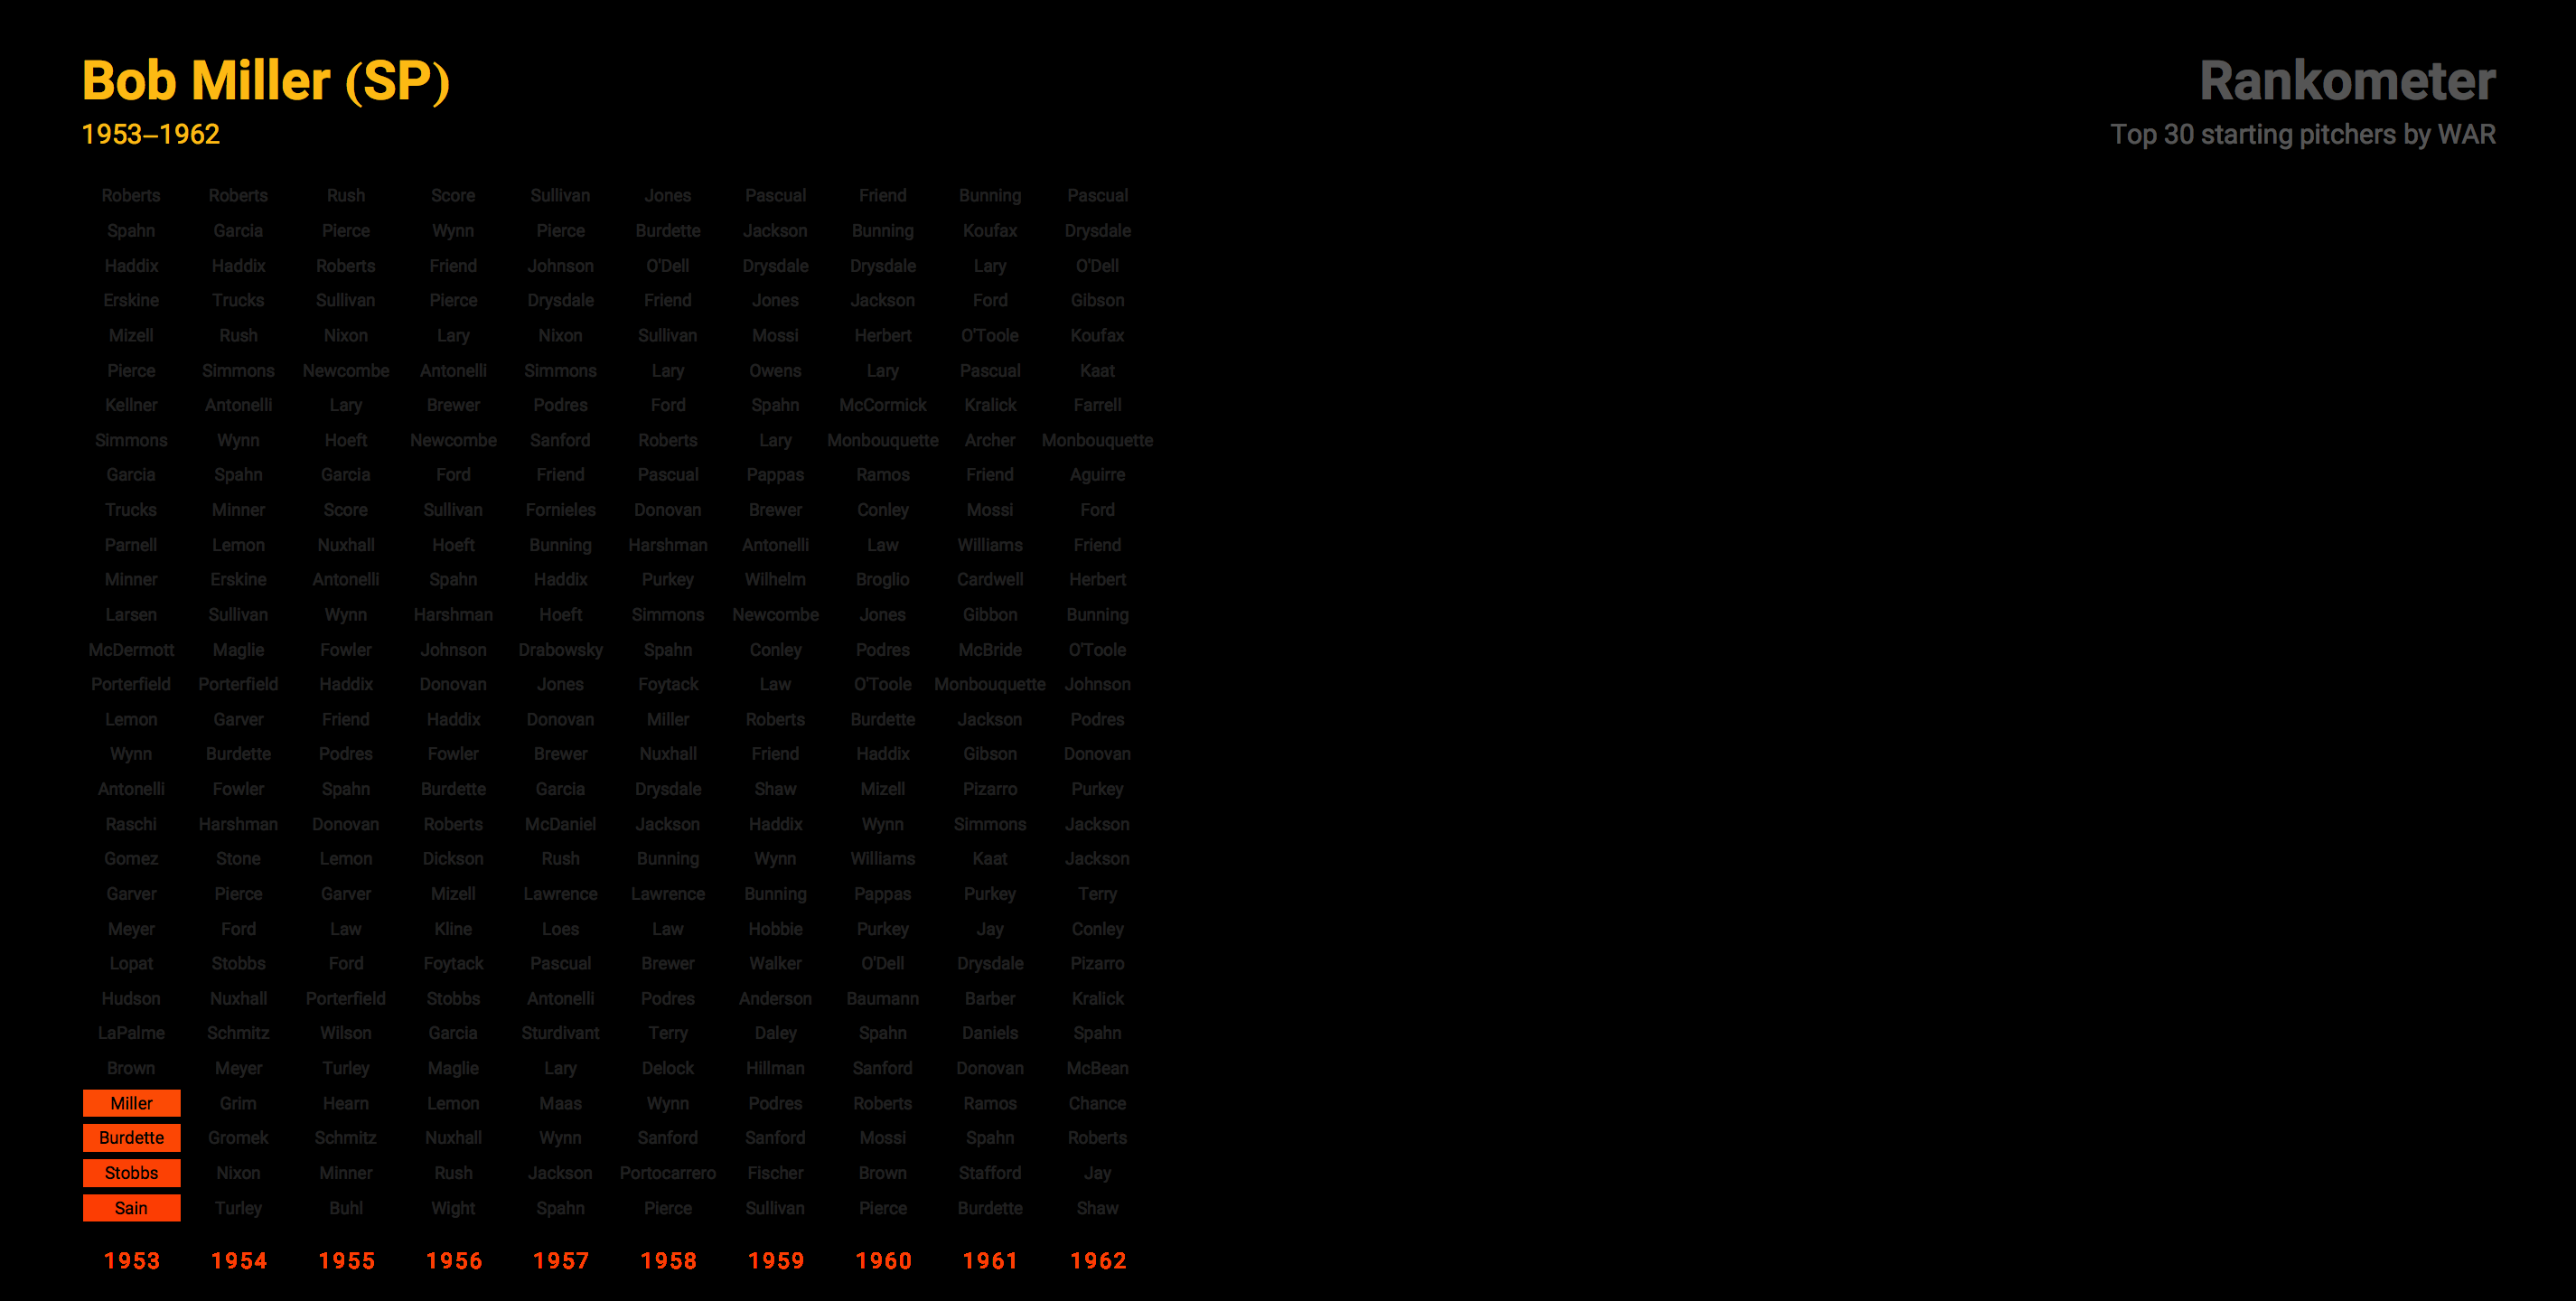 Bob Miller (SP)
1953–1962
Rankometer
Top 30 starting pitchers by WAR
Roberts Roberts Rush Score Sullivan Jones Pascual Friend Bunning Pascual
Spahn Garcia Pierce Wynn Pierce Burdette Jackson Bunning Koufax Drysdale
Haddix Haddix Roberts Friend Johnson O'Dell Drysdale Drysdale Lary O'Dell
Erskine Trucks Sullivan Pierce Drysdale Friend Jones Jackson Ford Gibson
Mizell Rush Nixon Lary Nixon Sullivan Mossi Herbert O'Toole Koufax
Pierce Simmons Newcombe Antonelli Simmons Lary Owens Lary Pascual Kaat
Kellner Antonelli Lary Brewer Podres Ford Spahn McCormick Kralick Farrell
Simmons Wynn Hoeft Newcombe Sanford Roberts Lary Monbouquette Archer Monbouquette
Garcia Spahn Garcia Ford Friend Pascual Pappas Ramos Friend Aguirre
Trucks Minner Score Sullivan Fornieles Donovan Brewer Conley Mossi Ford
Parnell Lemon Nuxhall Hoeft Bunning Harshman Antonelli Law Williams Friend
Minner Erskine Antonelli Spahn Haddix Purkey Wilhelm Broglio Cardwell Herbert
Larsen Sullivan Wynn Harshman Hoeft Simmons Newcombe Jones Gibbon Bunning
McDermott Maglie Fowler Johnson Drabowsky Spahn Conley Podres McBride O'Toole
Porterfield Porterfield Haddix Donovan Jones Foytack Law O'Toole Monbouquette Johnson
Lemon Garver Friend Haddix Donovan Miller Roberts Burdette Jackson Podres
Wynn Burdette Podres Fowler Brewer Nuxhall Friend Haddix Gibson Donovan
Antonelli Fowler Spahn Burdette Garcia Drysdale Shaw Mizell Pizarro Purkey
Raschi Harshman Donovan Roberts McDaniel Jackson Haddix Wynn Simmons Jackson
Gomez Stone Lemon Dickson Rush Bunning Wynn Williams Kaat Jackson
Garver Pierce Garver Mizell Lawrence Lawrence Bunning Pappas Purkey Terry
Meyer Ford Law Kline Loes Law Hobbie Purkey Jay Conley
Lopat Stobbs Ford Foytack Pascual Brewer Walker O'Dell Drysdale Pizarro
Hudson Nuxhall Porterfield Stobbs Antonelli Podres Anderson Baumann Barber Kralick
LaPalme Schmitz Wilson Garcia Sturdivant Terry Daley Spahn Daniels Spahn
Brown Meyer Turley Maglie Lary Delock Hillman Sanford Donovan McBean
Miller Grim Hearn Lemon Maas Wynn Podres Roberts Ramos Chance
Burdette Gromek Schmitz Nuxhall Wynn Sanford Sanford Mossi Spahn Roberts
Stobbs Nixon Minner Rush Jackson Portocarrero Fischer Brown Stafford Jay
Sain Turley Buhl Wight Spahn Pierce Sullivan Pierce Burdette Shaw
1953 1954 1955 1956 1957 1958 1959 1960 1961 1962